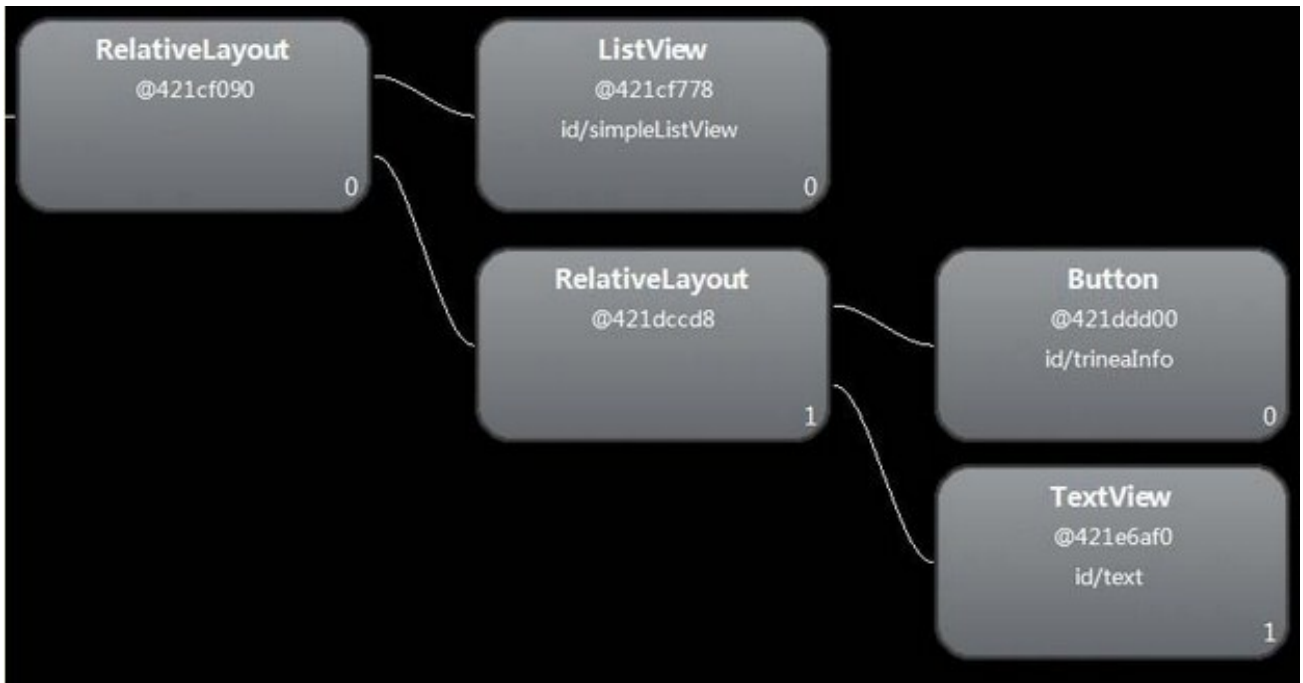 RelativeLayout
@421cf090
0
ListView
@421cf778
id/simpleListView
0
RelativeLayout
@421dccd8
1
Button
@421ddd00
id/trineaInfo
0
TextView
@421e6af0
id/text
1